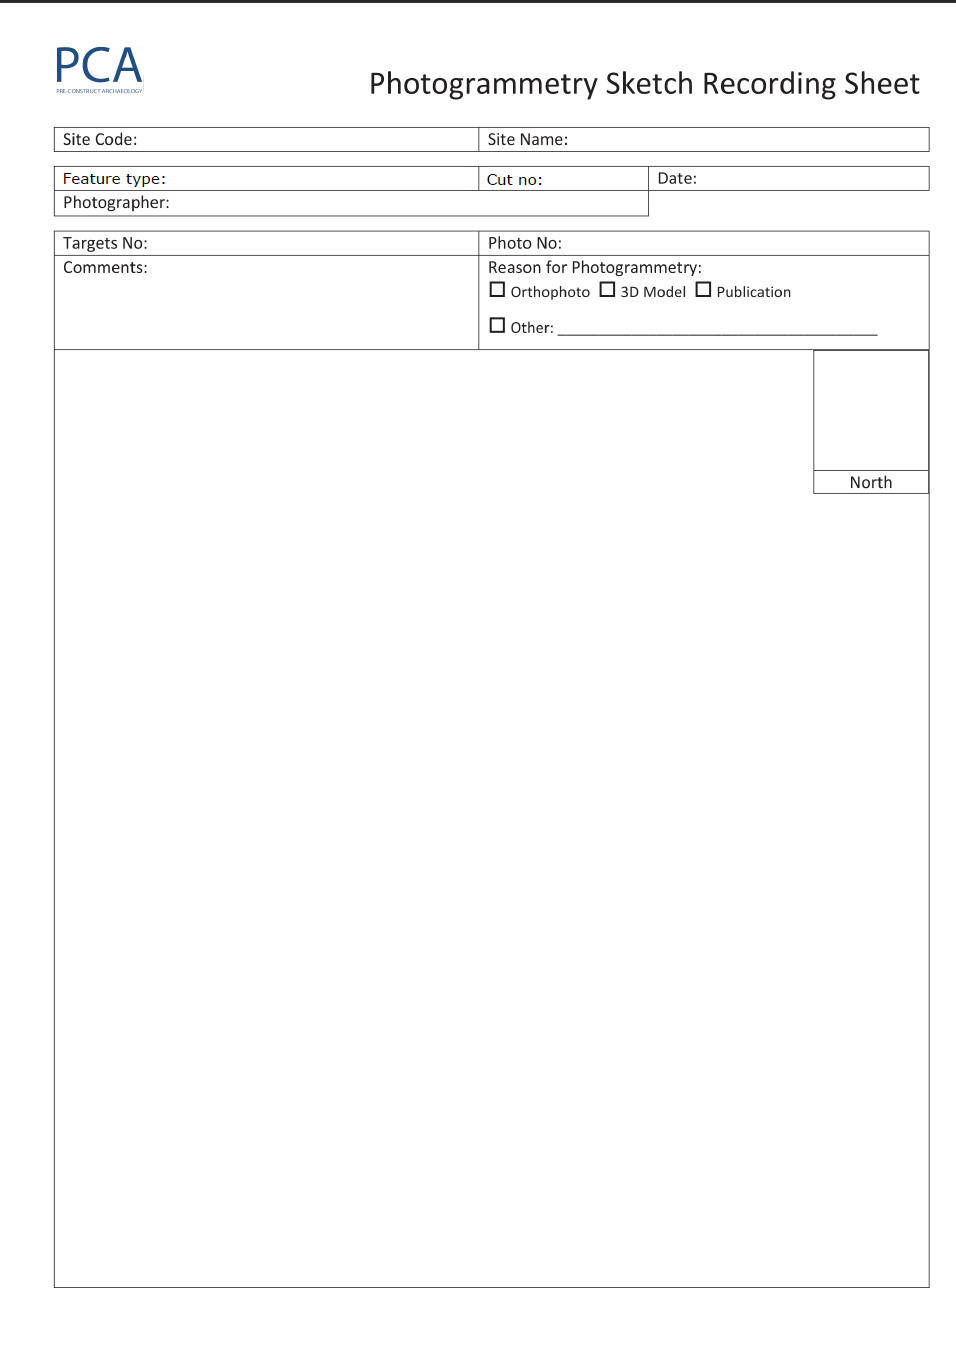 PCA
PRE-CONSTRUCT ARCHAEOLOGY
Photogrammetry Sketch Recording Sheet
Site Code: Site Name:
Feature type: Cut no: Date:
Photographer:
Targets No: Photo No:
Comments: Reason for Photogrammetry:
☐ Orthophoto ☐ 3D Model ☐ Publication
☐ Other: ________________________________________
North